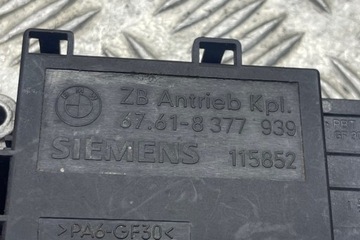 ZB Antrieb Kpl.
67.61-8 377 939
SIEMENS 115852
>PA6-GF30<